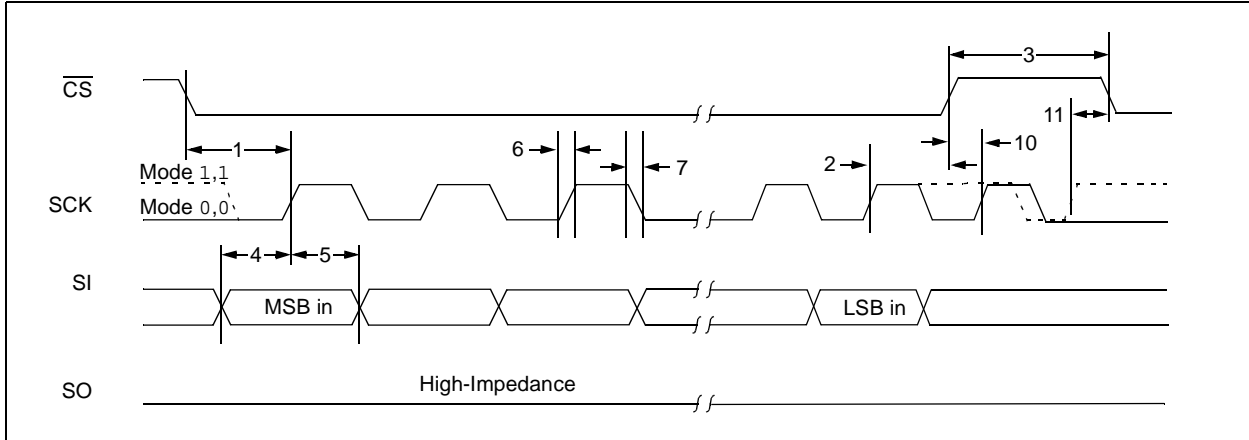 3
CS
11
1
6
7
2
10
Mode 1,1
SCK
Mode 0,0
4
5
SI
MSB in
LSB in
High-Impedance
SO